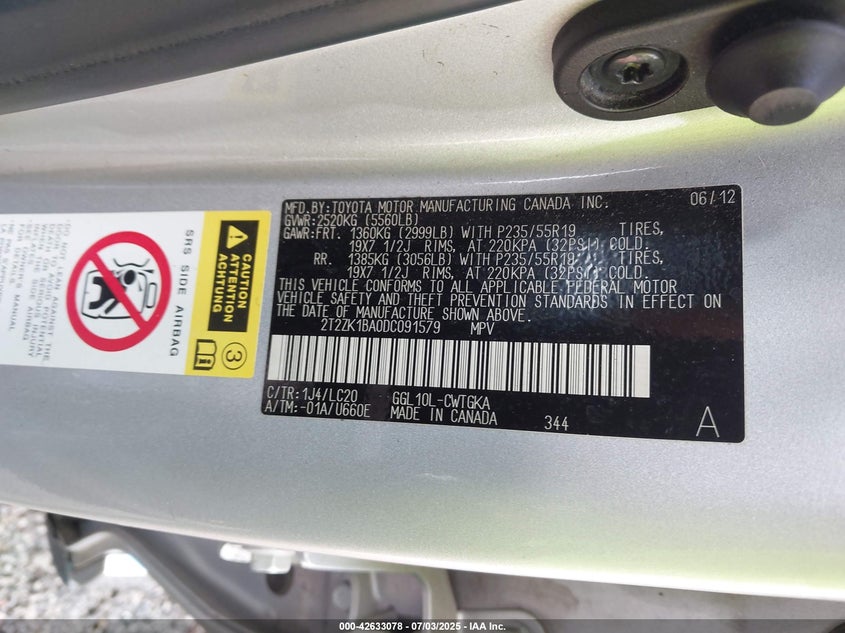 MFD.BY:TOYOTA MOTOR MANUFACTURING CANADA INC. 06/12
GVWR:2520KG (5560LB)
GAWR:FRT. 1360KG (2999LB) WITH P235/55R19 TIRES,
19X7 1/2J RIMS, AT 220KPA (32PSI) COLD.
RR. 1385KG (3056LB) WITH P235/55R19 TIRES,
19X7 1/2J RIMS, AT 220KPA (32PSI) COLD.
THIS VEHICLE CONFORMS TO ALL APPLICABLE FEDERAL MOTOR
VEHICLE SAFETY AND THEFT PREVENTION STANDARDS IN EFFECT ON
THE DATE OF MANUFACTURE SHOWN ABOVE.
2T2ZK1BA0DC091579 MPV
C/TR:1J4/LC20 GGL10L-CWTGKA
A/TM:-01A/U660E MADE IN CANADA 344 A
SRS SIDE AIRBAG
3
DO NOT LEAN AGAINST
000-42633078 - 07/03/2025 - IAA Inc.